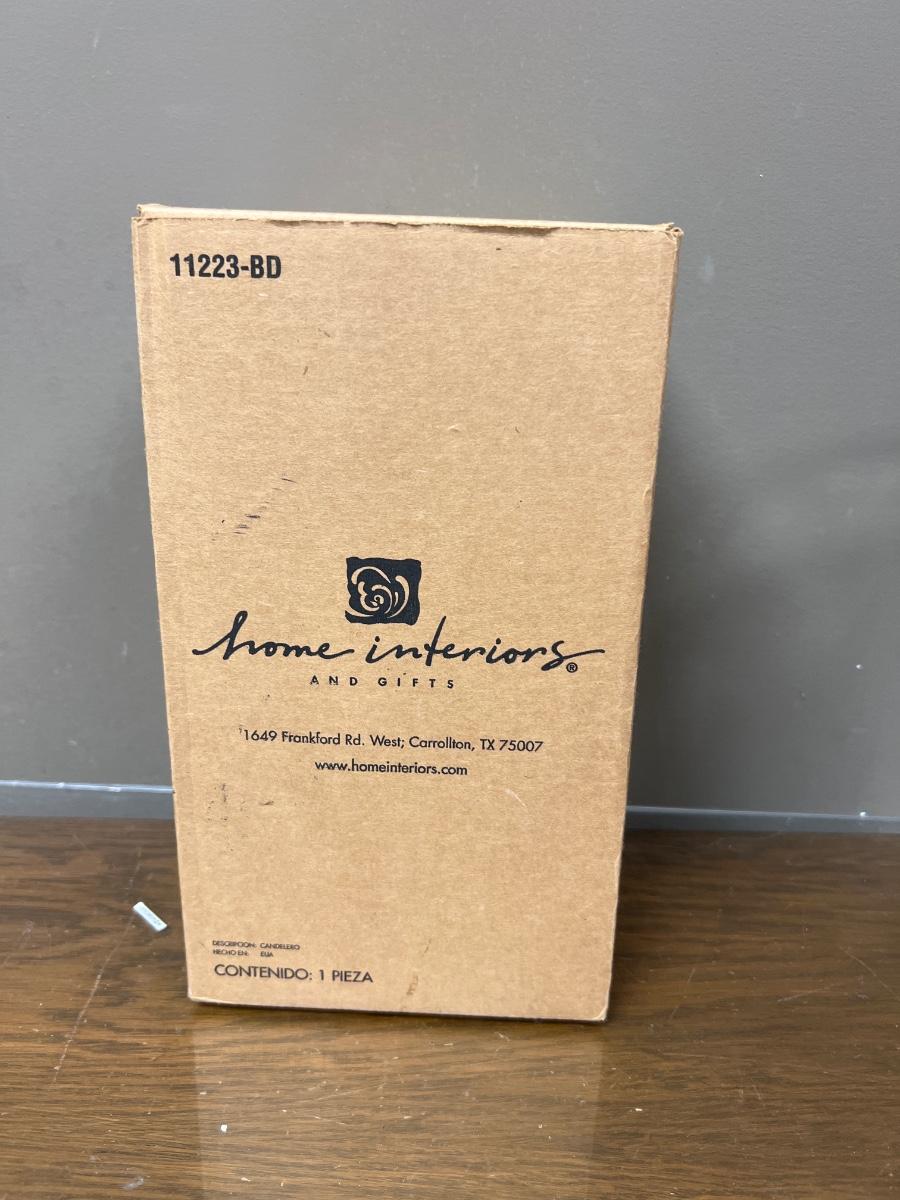 11223-BD
home interiors®
AND GIFTS
1649 Frankford Rd. West; Carrollton, TX 75007
www.homeinteriors.com
DESCRIPCION: CANDELERO
HECHO EN: EUA
CONTENIDO: 1 PIEZA